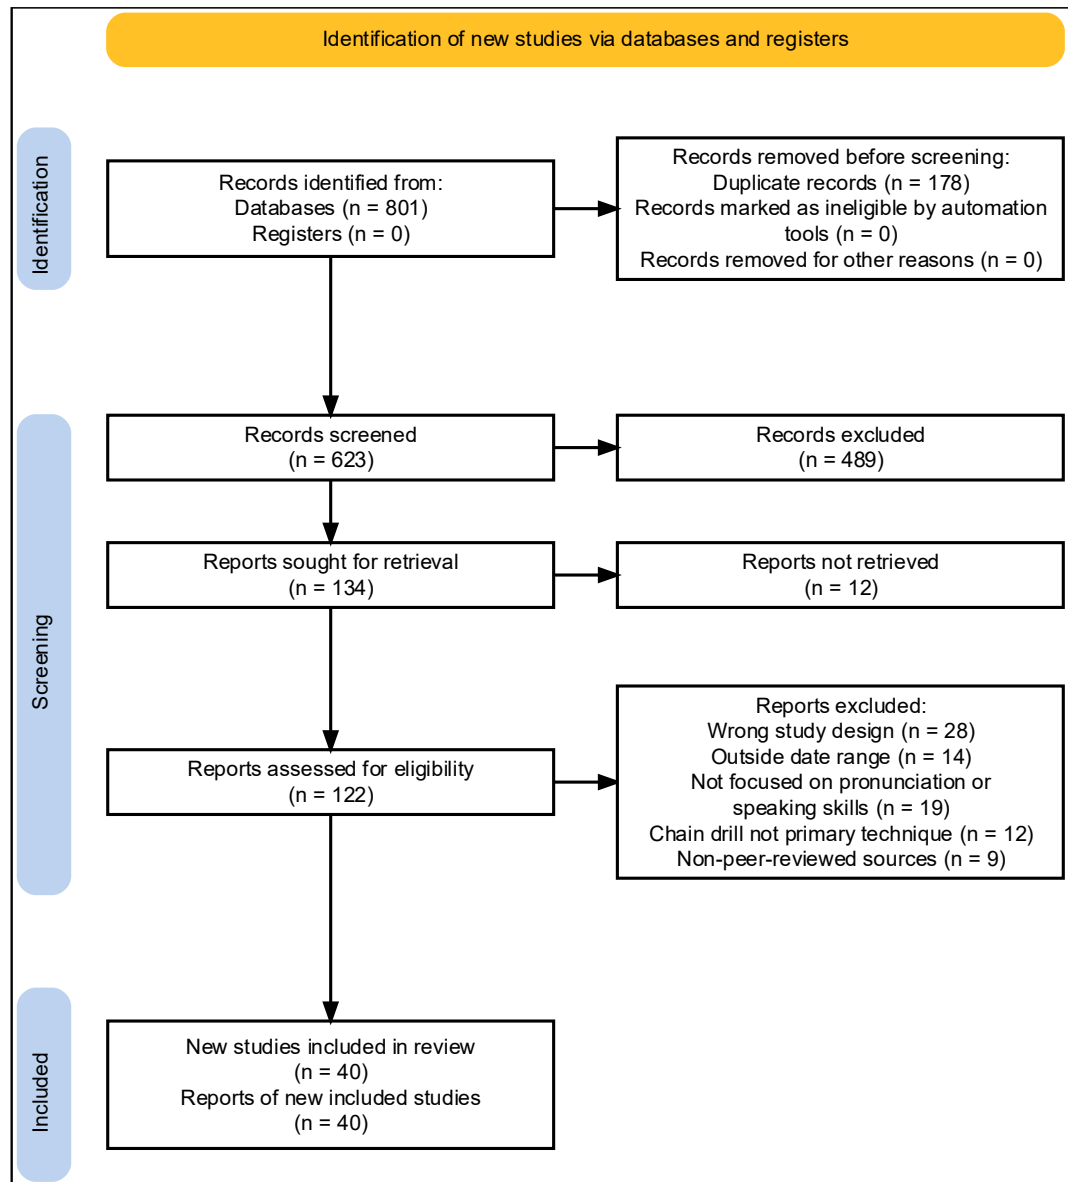 Identification of new studies via databases and registers
Identification
Records identified from:
Databases (n = 801)
Registers (n = 0)
Records removed before screening:
Duplicate records (n = 178)
Records marked as ineligible by automation
tools (n = 0)
Records removed for other reasons (n = 0)
Screening
Records screened
(n = 623)
Records excluded
(n = 489)
Reports sought for retrieval
(n = 134)
Reports not retrieved
(n = 12)
Reports assessed for eligibility
(n = 122)
Reports excluded:
Wrong study design (n = 28)
Outside date range (n = 14)
Not focused on pronunciation or
speaking skills (n = 19)
Chain drill not primary technique (n = 12)
Non-peer-reviewed sources (n = 9)
Included
New studies included in review
(n = 40)
Reports of new included studies
(n = 40)